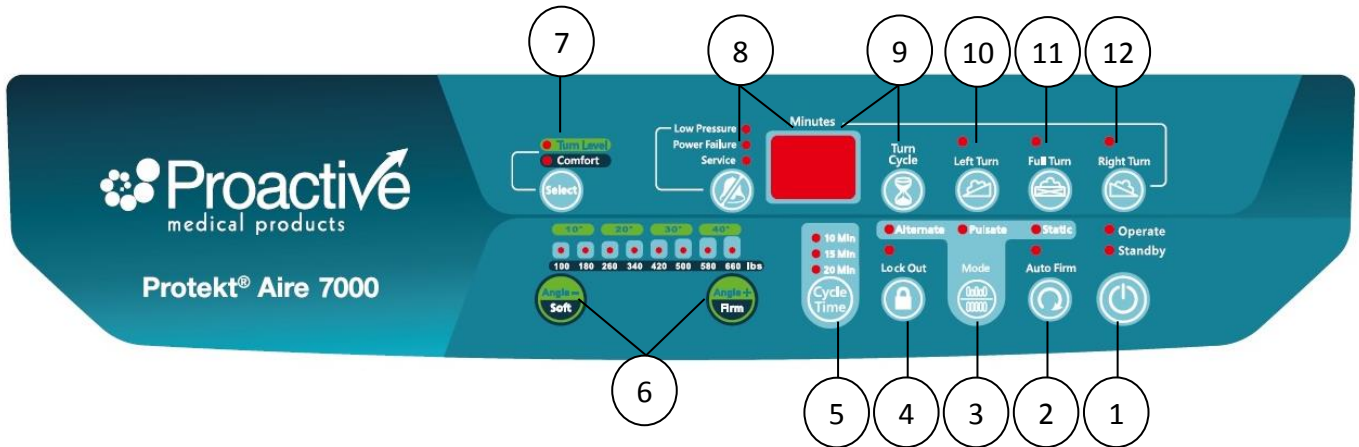 7
8
9
10
11
12
Proactive
medical products
Protekt® Aire 7000
Turn Level
Comfort
Select
Low Pressure
Power Failure
Service
Minutes
Turn
Cycle
Left Turn
Full Turn
Right Turn
10° 20° 30° 40°
100 180 260 340 420 500 580 660 lbs
Angle –
Soft
Angle +
Firm
10 Min
15 Min
20 Min
Cycle
Time
Alternate
Pulsate
Static
Lock Out
Mode
Auto Firm
Operate
Standby
6
5
4
3
2
1